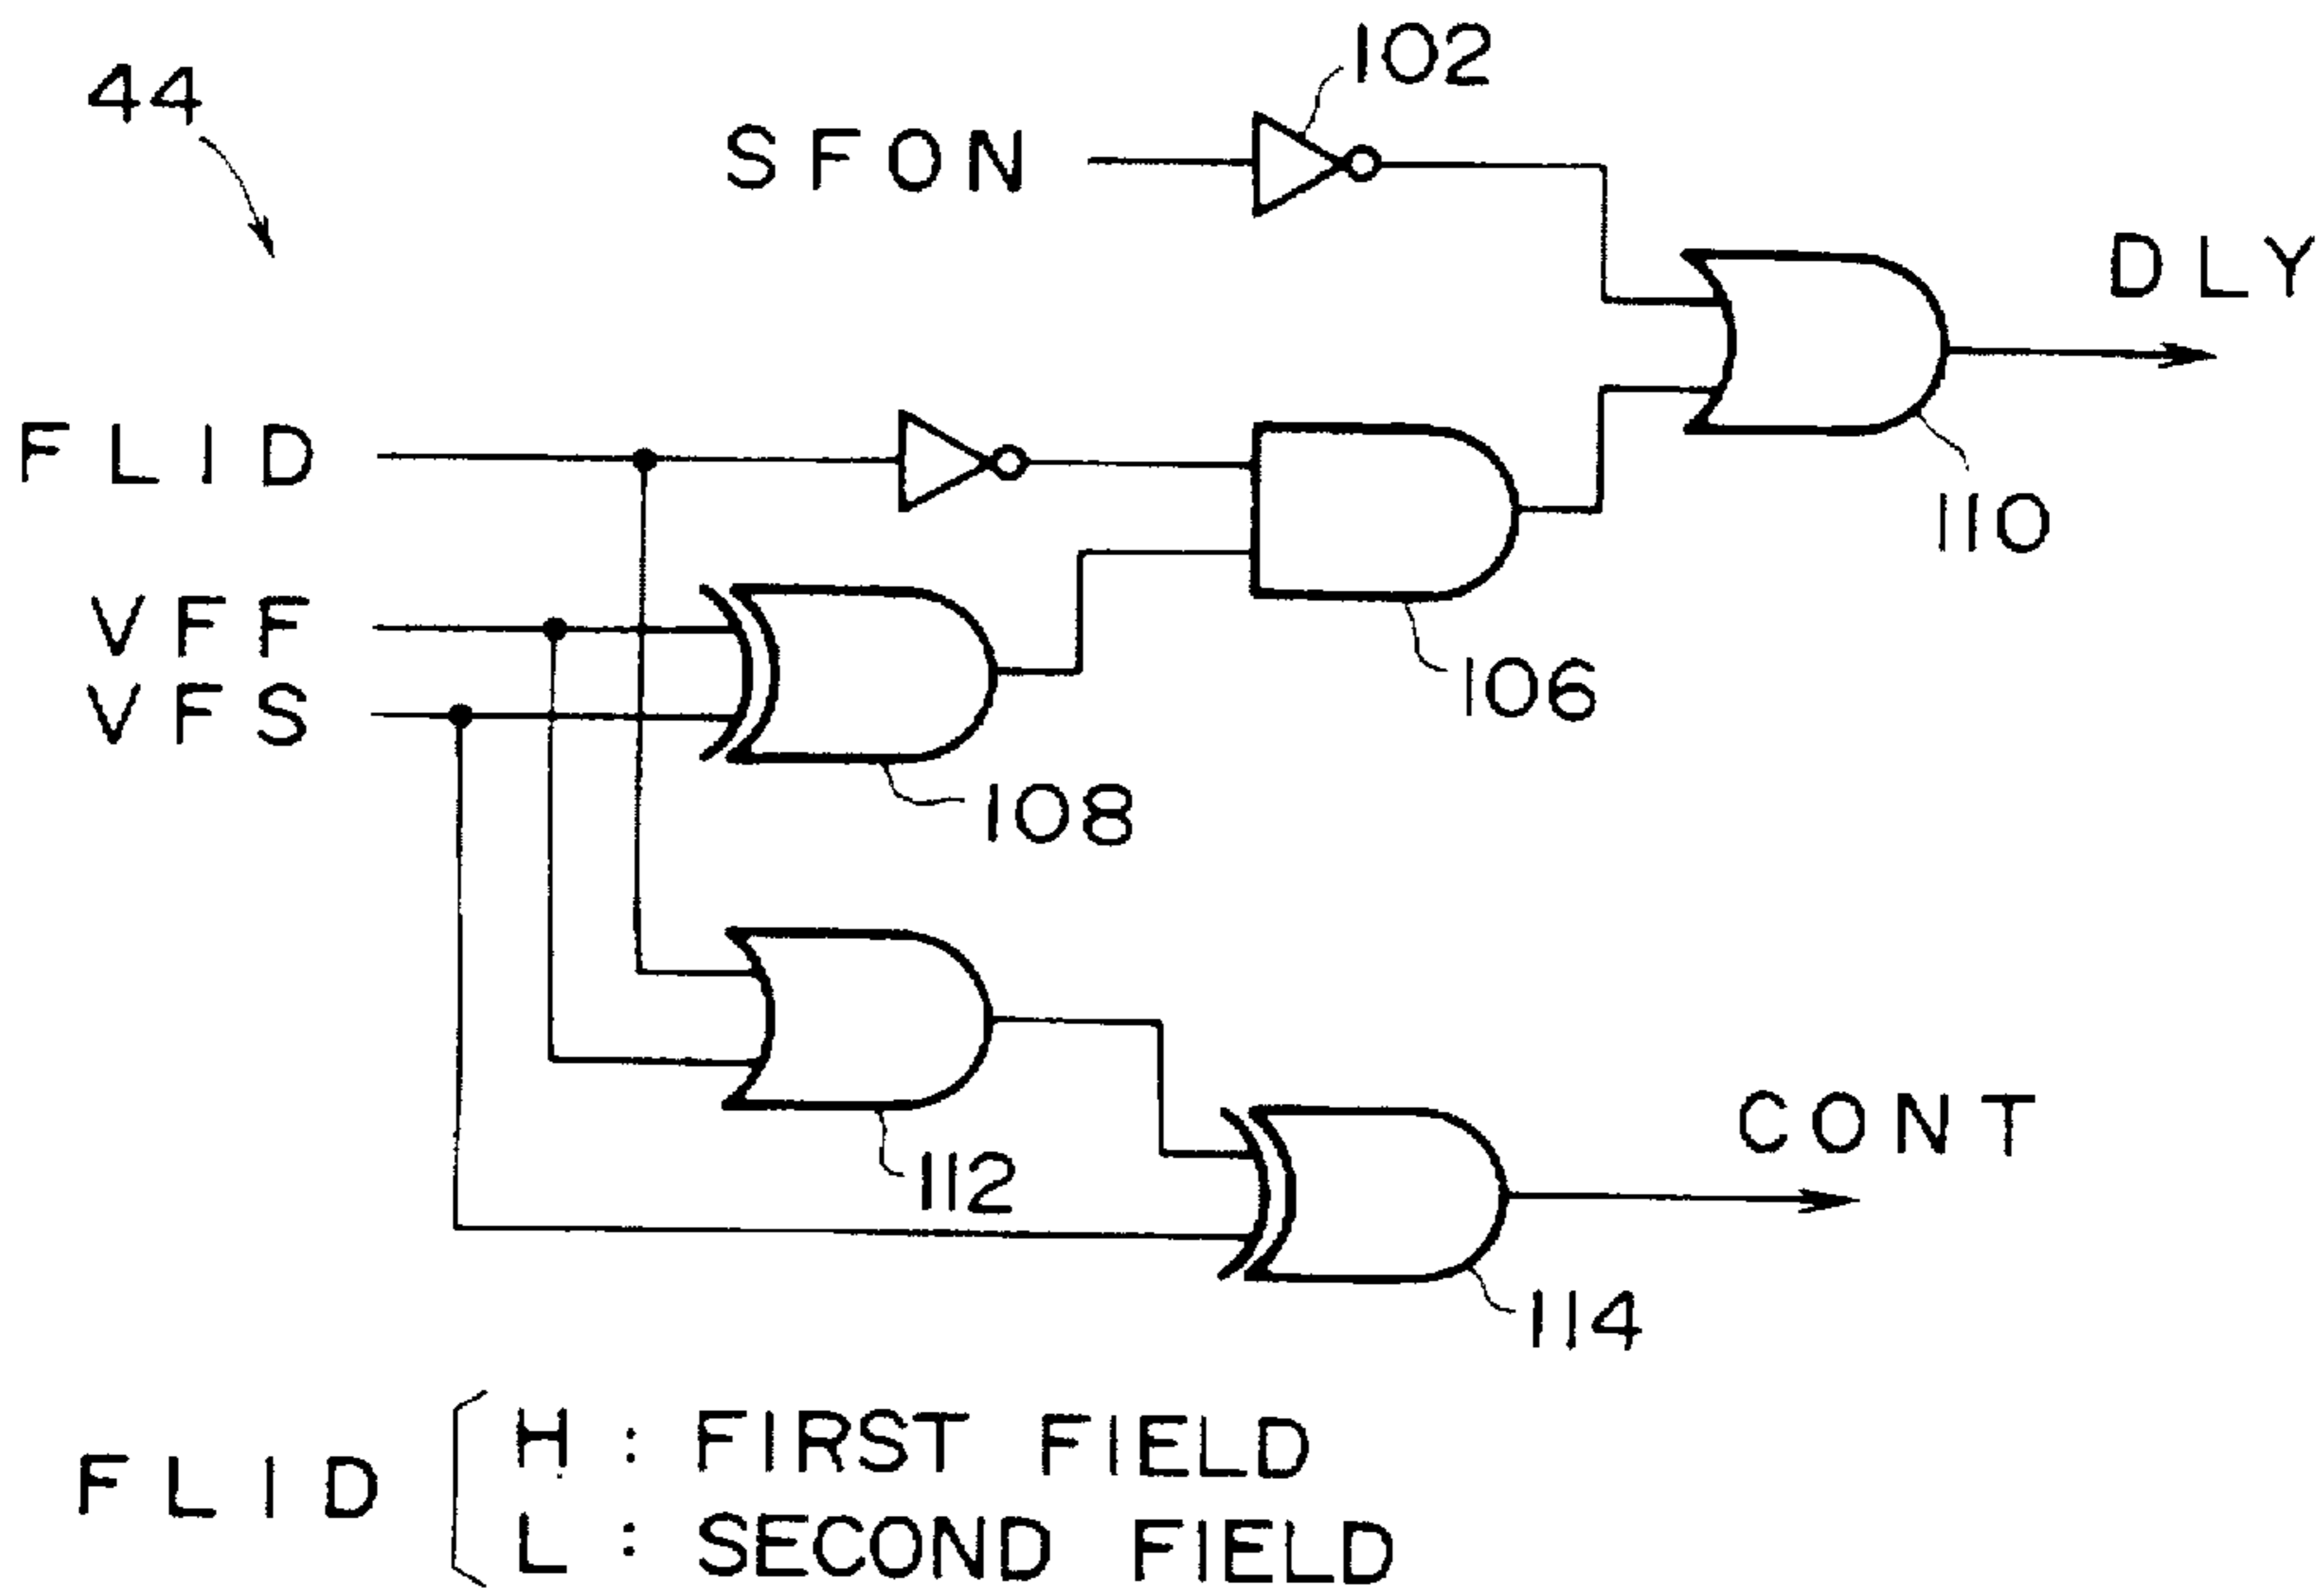 44
102
SFON
DLY
FLID
110
VFF
106
VFS
108
112
CONT
114
FLID
H : FIRST FIELD
L : SECOND FIELD